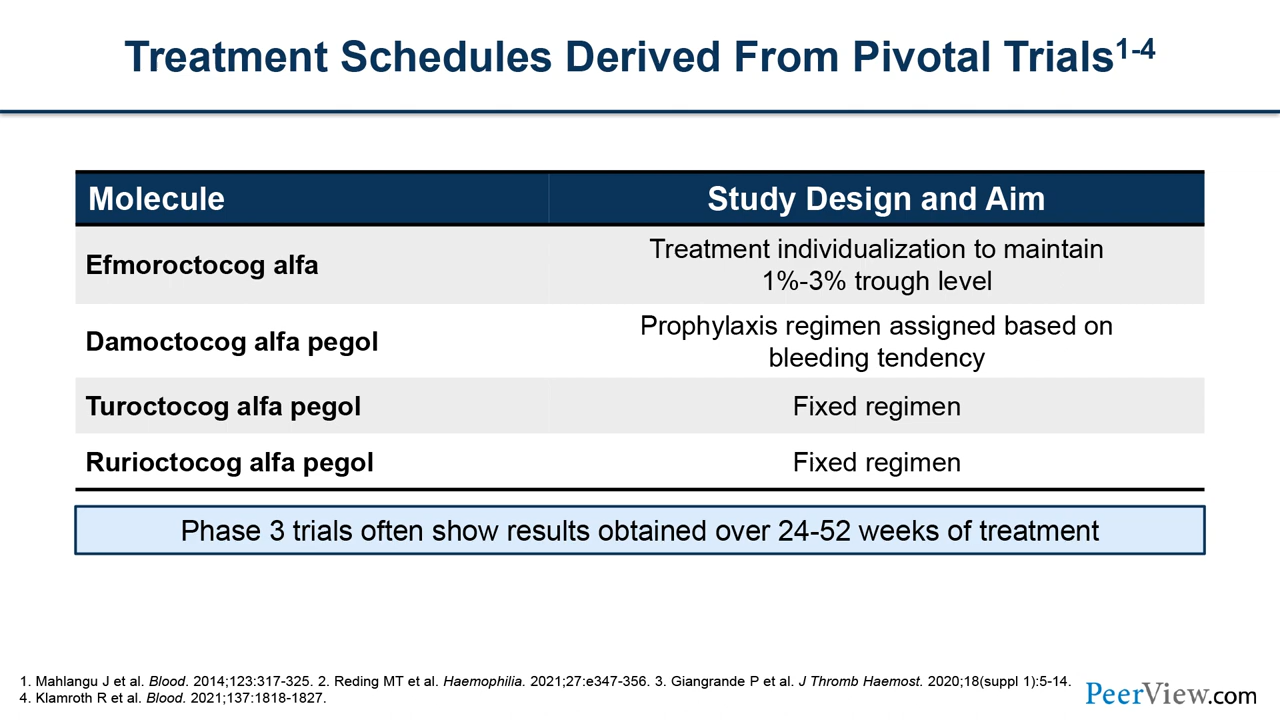 Treatment Schedules Derived From Pivotal Trials1-4
Molecule
Study Design and Aim
Efmoroctocog alfa
Treatment individualization to maintain
1%-3% trough level
Damoctocog alfa pegol
Prophylaxis regimen assigned based on
bleeding tendency
Turoctocog alfa pegol
Fixed regimen
Rurioctocog alfa pegol
Fixed regimen
Phase 3 trials often show results obtained over 24-52 weeks of treatment
1. Mahlangu J et al. Blood. 2014;123:317-325. 2. Reding MT et al. Haemophilia. 2021;27:e347-356. 3. Giangrande P et al. J Thromb Haemost. 2020;18(suppl 1):5-14.
4. Klamroth R et al. Blood. 2021;137:1818-1827.
PeerView.com